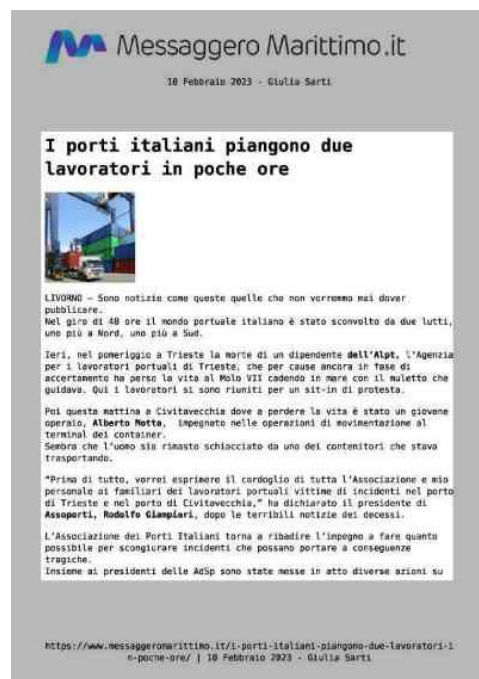 Messaggero Marittimo.it
10 Febbraio 2023 - Giulia Sarti
I porti italiani piangono due
lavoratori in poche ore
LIVORNO – Sono notizie come queste quelle che non vorremmo mai dover
pubblicare.
Nel giro di 48 ore il mondo portuale italiano è stato sconvolto da due lutti,
uno più a Nord, uno più a Sud.
Ieri, nel pomeriggio a Trieste la morte di un dipendente dell'Alpt, l'Agenzia
per i lavoratori portuali di Trieste, che per cause ancora in fase di
accertamento ha perso la vita al Molo VII cadendo in mare con il muletto che
guidava. Qui i lavoratori si sono riuniti per un sit-in di protesta.
Poi questa mattina a Civitavecchia dove a perdere la vita è stato un giovane
operaio, Alberto Motta, impegnato nelle operazioni di movimentazione al
terminal dei container.
Sembra che l'uomo sia rimasto schiacciato da uno dei contenitori che stava
trasportando.
"Prima di tutto, vorrei esprimere il cordoglio di tutta l'Associazione e mio
personale ai familiari dei lavoratori portuali vittime di incidenti nel porto
di Trieste e nel porto di Civitavecchia," ha dichiarato il presidente di
Assoporti, Rodolfo Giampieri, dopo le terribili notizie dei decessi.
L'Associazione dei Porti Italiani torna a ribadire l'impegno a fare quanto
possibile per scongiurare incidenti che possano portare a conseguenze
tragiche.
Insieme ai presidenti delle AdSp sono state messe in atto diverse azioni su
https://www.messaggeromarittimo.it/i-porti-italiani-piangono-due-lavoratori-i
n-poche-ore/ | 10 Febbraio 2023 - Giulia Sarti